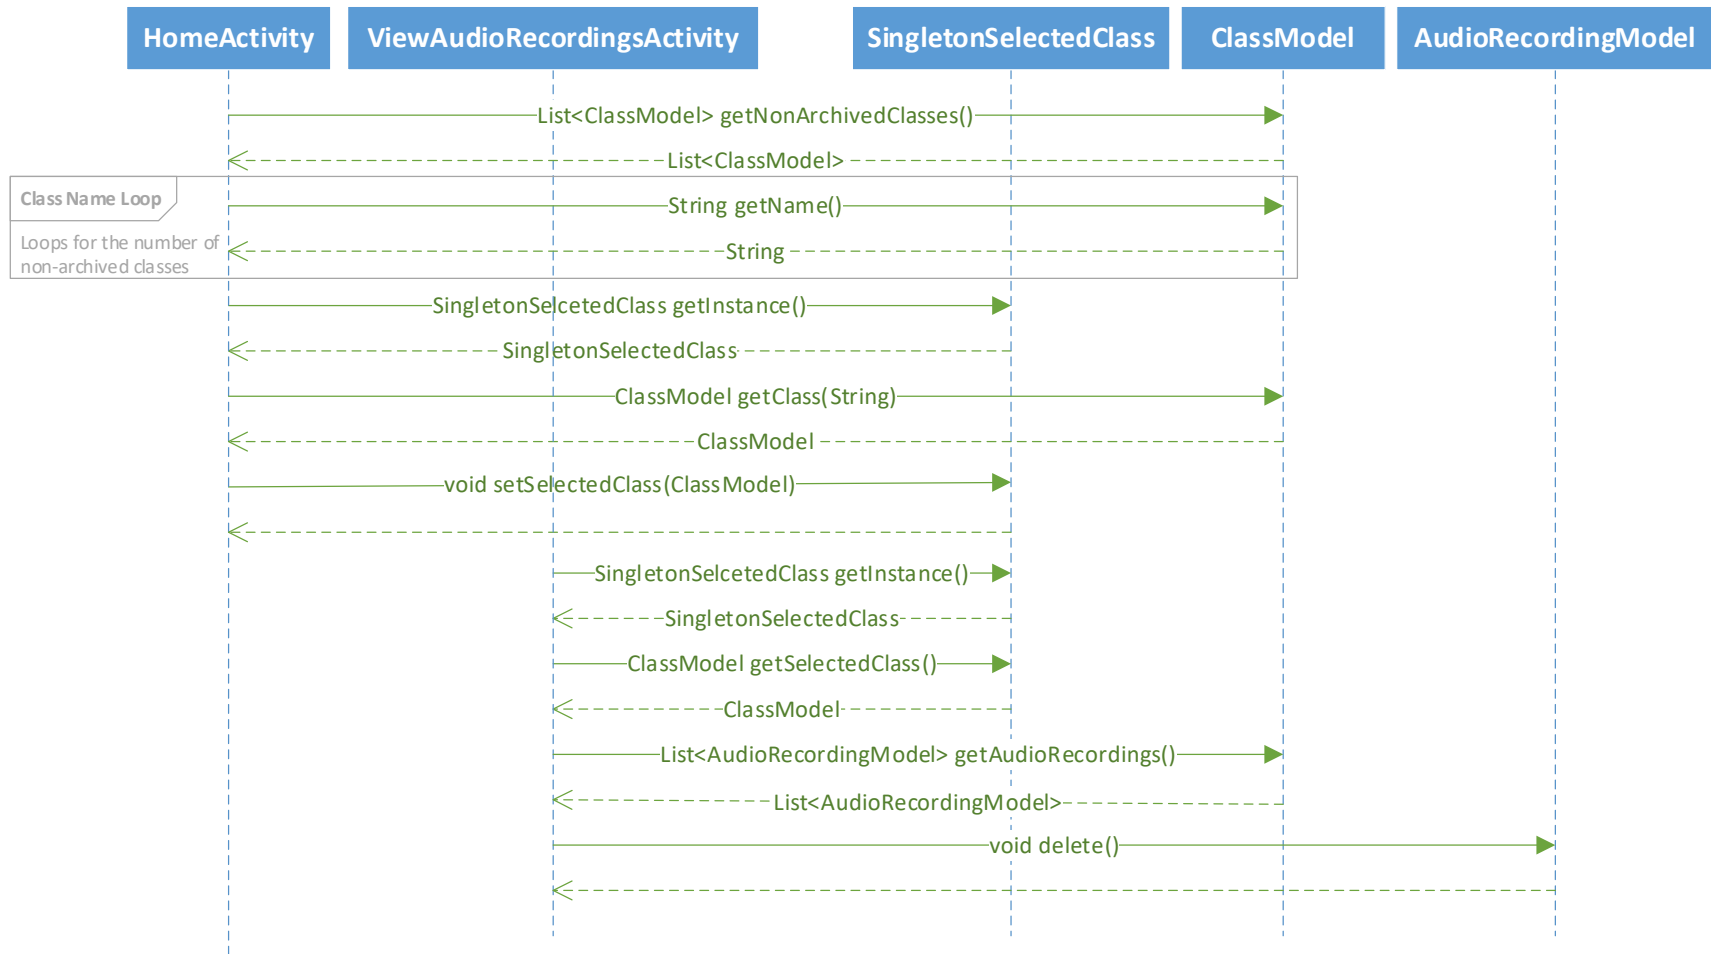 HomeActivity
ViewAudioRecordingsActivity
SingletonSelectedClass
ClassModel
AudioRecordingModel
List<ClassModel> getNonArchivedClasses()
List<ClassModel>
Class Name Loop
String getName()
Loops for the number of
non-archived classes
String
SingletonSelcetedClass getInstance()
SingletonSelectedClass
ClassModel getClass(String)
ClassModel
void setSelectedClass(ClassModel)
SingletonSelcetedClass getInstance()
SingletonSelectedClass
ClassModel getSelectedClass()
ClassModel
List<AudioRecordingModel> getAudioRecordings()
List<AudioRecordingModel>
void delete()